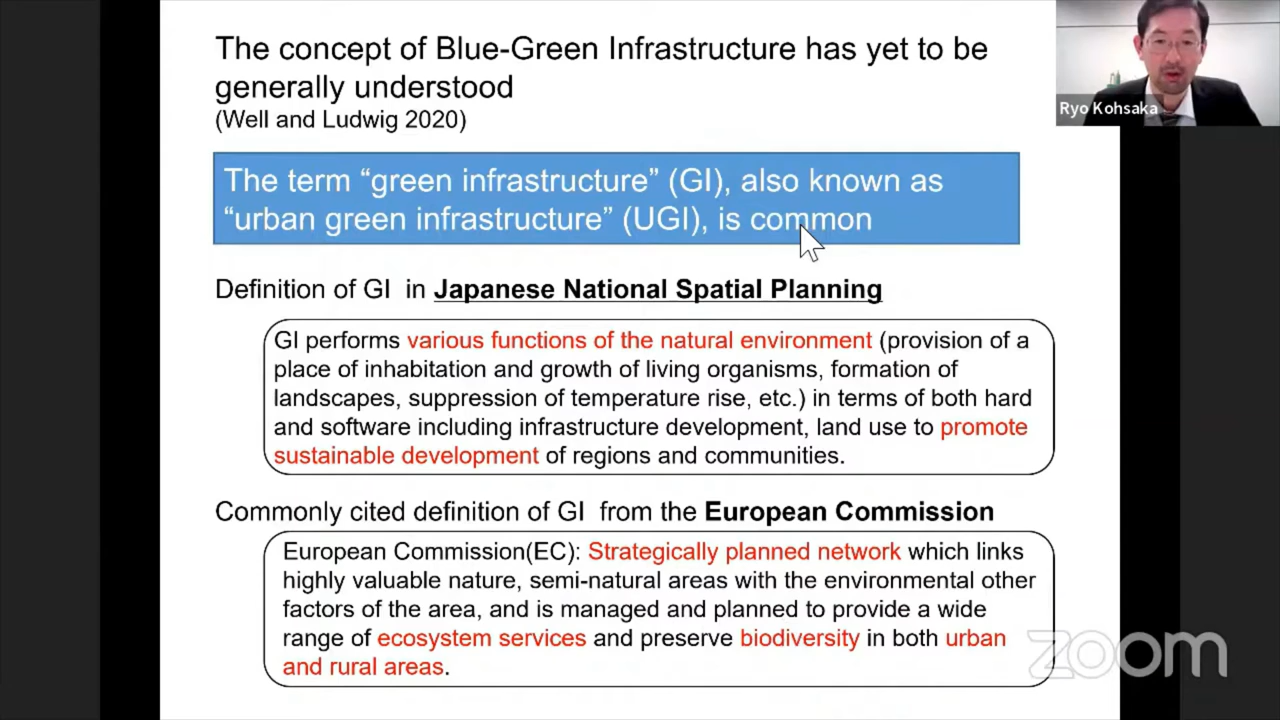 The concept of Blue-Green Infrastructure has yet to be
generally understood
(Well and Ludwig 2020)
Ryo Kohsaka
The term “green infrastructure” (GI), also known as
“urban green infrastructure” (UGI), is common
Definition of GI in Japanese National Spatial Planning
GI performs various functions of the natural environment (provision of a
place of inhabitation and growth of living organisms, formation of
landscapes, suppression of temperature rise, etc.) in terms of both hard
and software including infrastructure development, land use to promote
sustainable development of regions and communities.
Commonly cited definition of GI from the European Commission
European Commission(EC): Strategically planned network which links
highly valuable nature, semi-natural areas with the environmental other
factors of the area, and is managed and planned to provide a wide
range of ecosystem services and preserve biodiversity in both urban
and rural areas.
zoom